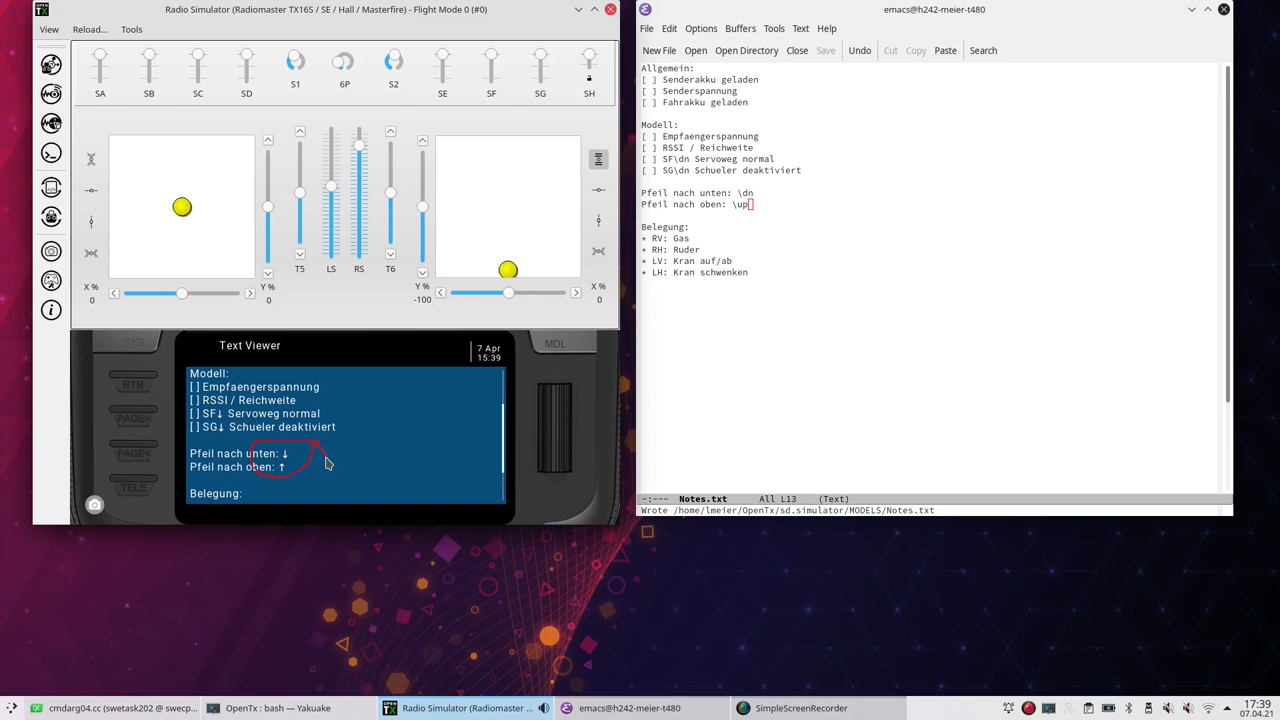 Radio Simulator (Radiomaster TX16S / SE / Hall / Masterfire) - Flight Mode 0 (#0)
View Reload... Tools
SA SB SC SD S1 6P S2 SE SF SG SH
T5 LS RS T6
X %
0
Y %
0
Y %
-100
X %
0
SYS
RTN
PAGE>
PAGE<
TELE
MDL
Text Viewer
7 Apr
15:39
Modell:
[ ] Empfaengerspannung
[ ] RSSI / Reichweite
[ ] SF↓ Servoweg normal
[ ] SG↓ Schueler deaktiviert
Pfeil nach unten: ↓
Pfeil nach oben: ↑
Belegung:
emacs@h242-meier-t480
File Edit Options Buffers Tools Text Help
New File Open Open Directory Close Save Undo Cut Copy Paste Search
Allgemein:
[ ] Senderakku geladen
[ ] Senderspannung
[ ] Fahrakku geladen
Modell:
[ ] Empfaengerspannung
[ ] RSSI / Reichweite
[ ] SF\dn Servoweg normal
[ ] SG\dn Schueler deaktiviert
Pfeil nach unten: \dn
Pfeil nach oben: \up
Belegung:
* RV: Gas
* RH: Ruder
* LV: Kran auf/ab
* LH: Kran schwenken
-:--- Notes.txt All L13 (Text)
Wrote /home/lmeier/OpenTx/sd.simulator/MODELS/Notes.txt
cmdarg04.cc (swetask202 @ swecp...
OpenTx : bash — Yakuake
Radio Simulator (Radiomaster ...
emacs@h242-meier-t480
SimpleScreenRecorder
17:39
07.04.21